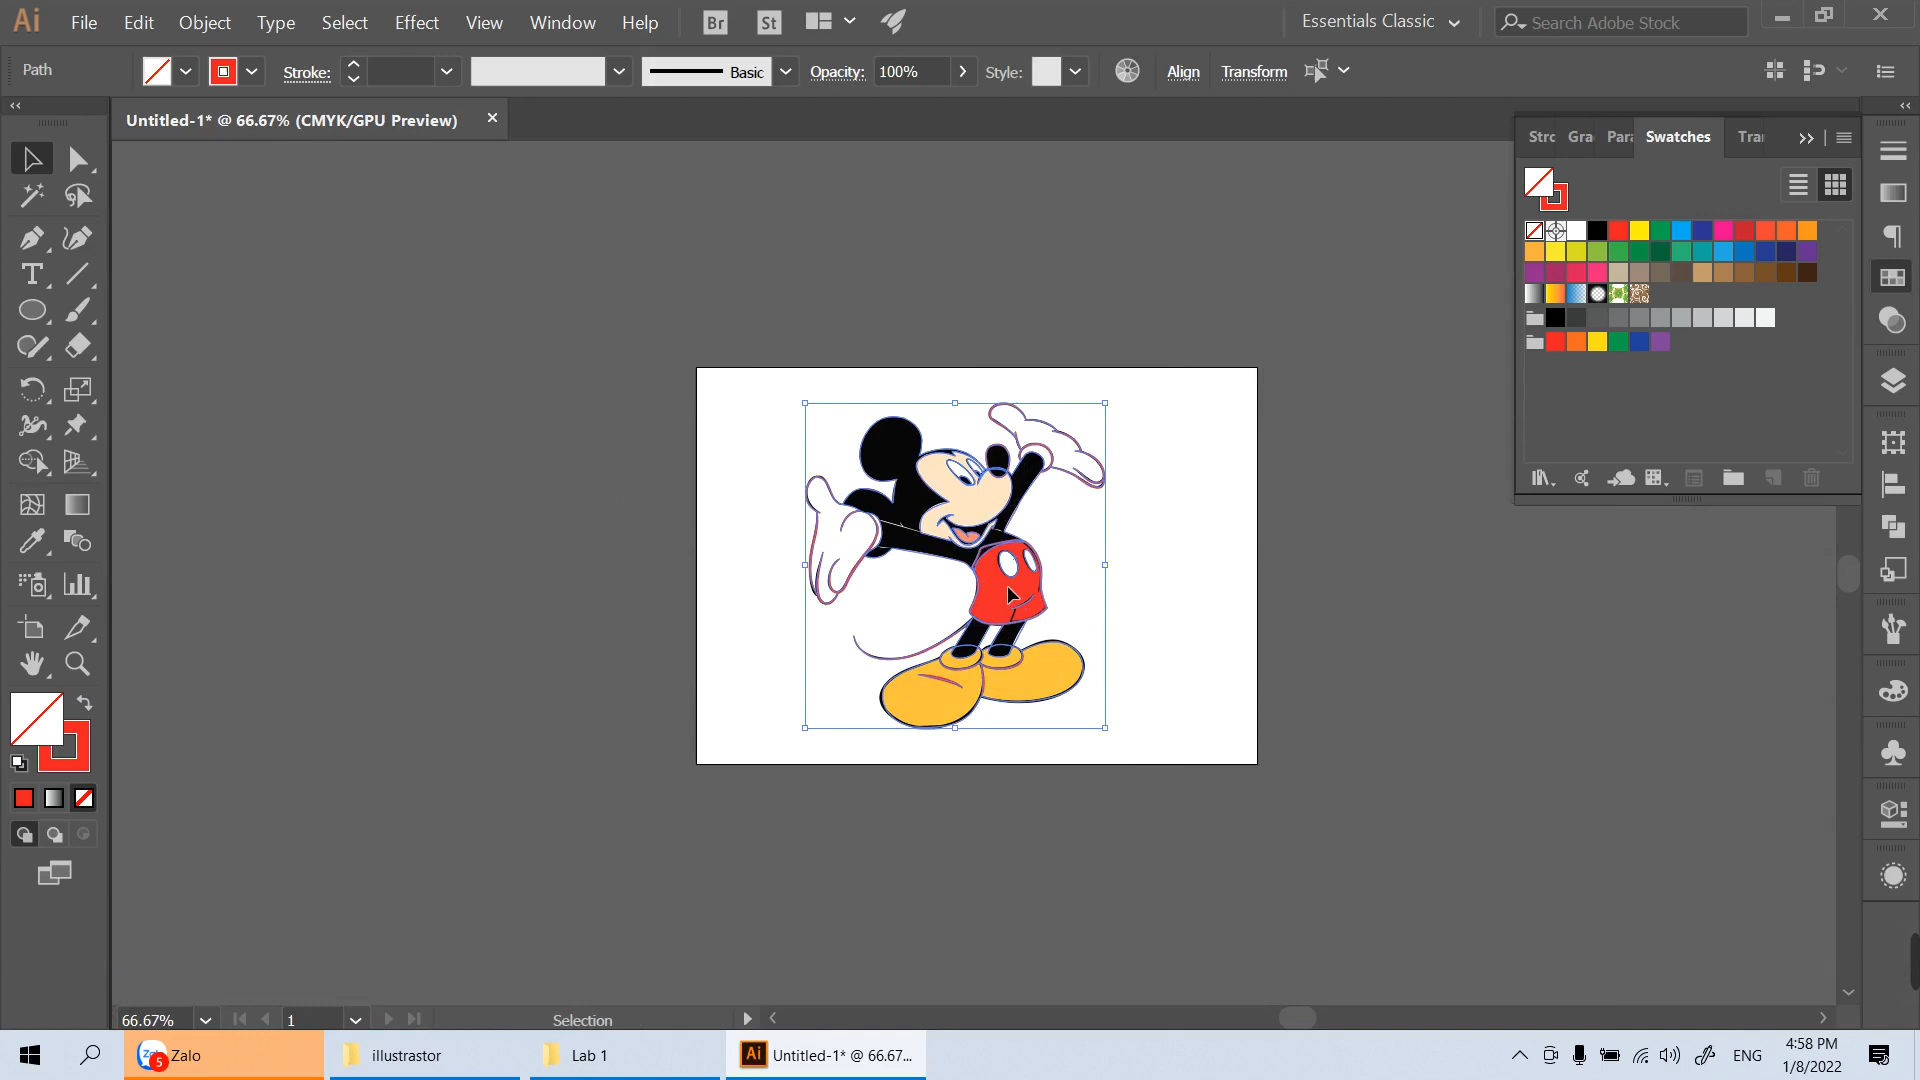 Ai File Edit Object Type Select Effect View Window Help Br St Essentials Classic Search Adobe Stock
Path Stroke: Basic Opacity: 100% Style: Align Transform
Untitled-1* @ 66.67% (CMYK/GPU Preview)
Strc Gra Para Swatches Trai
66.67% 1 Selection
Zalo 5 illustrastor Lab 1 Ai Untitled-1* @ 66.67... ENG 4:58 PM
1/8/2022